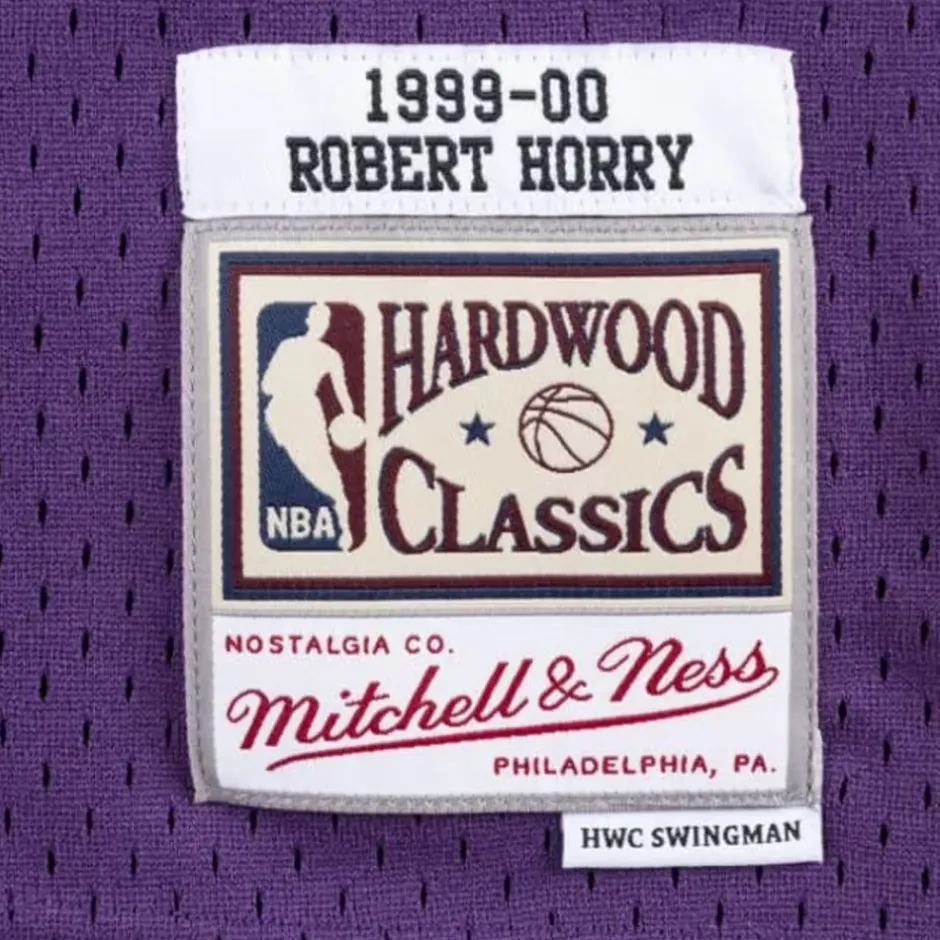 1999-00
ROBERT HORRY
HARDWOOD
CLASSICS
NBA
NOSTALGIA CO.
Mitchell & Ness
PHILADELPHIA, PA.
HWC SWINGMAN